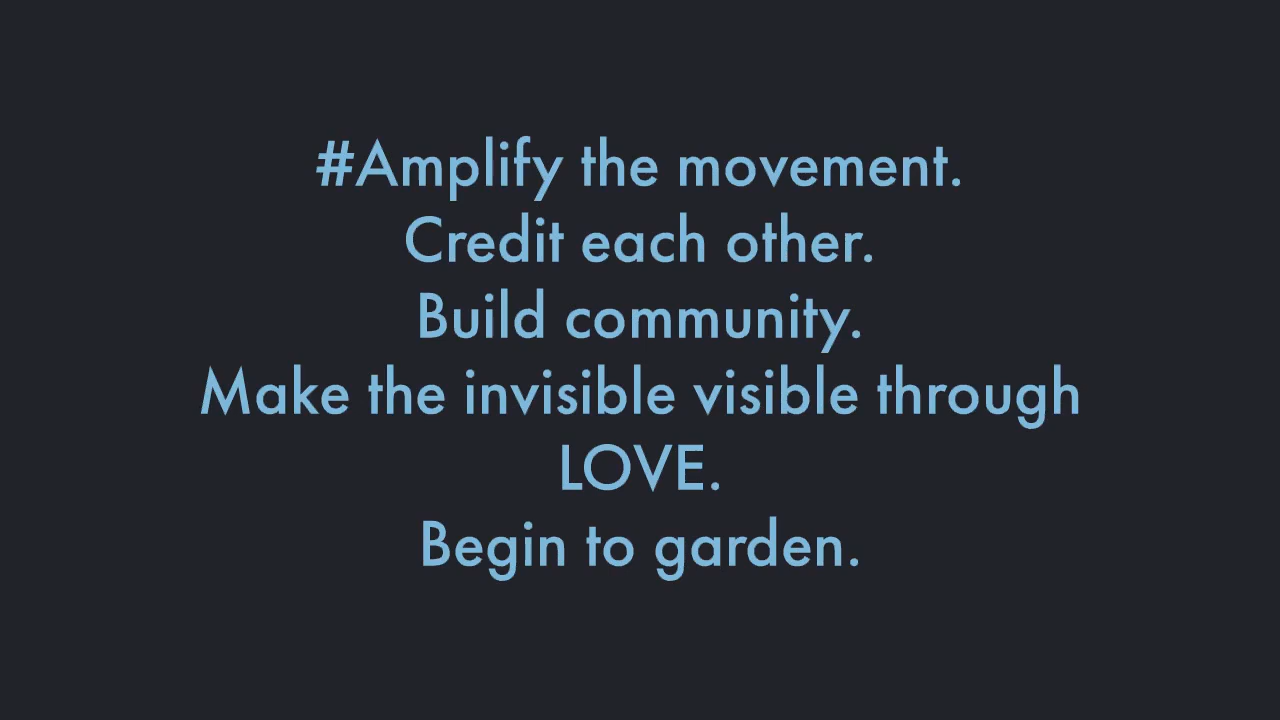 #Amplify the movement.
Credit each other.
Build community.
Make the invisible visible through
LOVE.
Begin to garden.